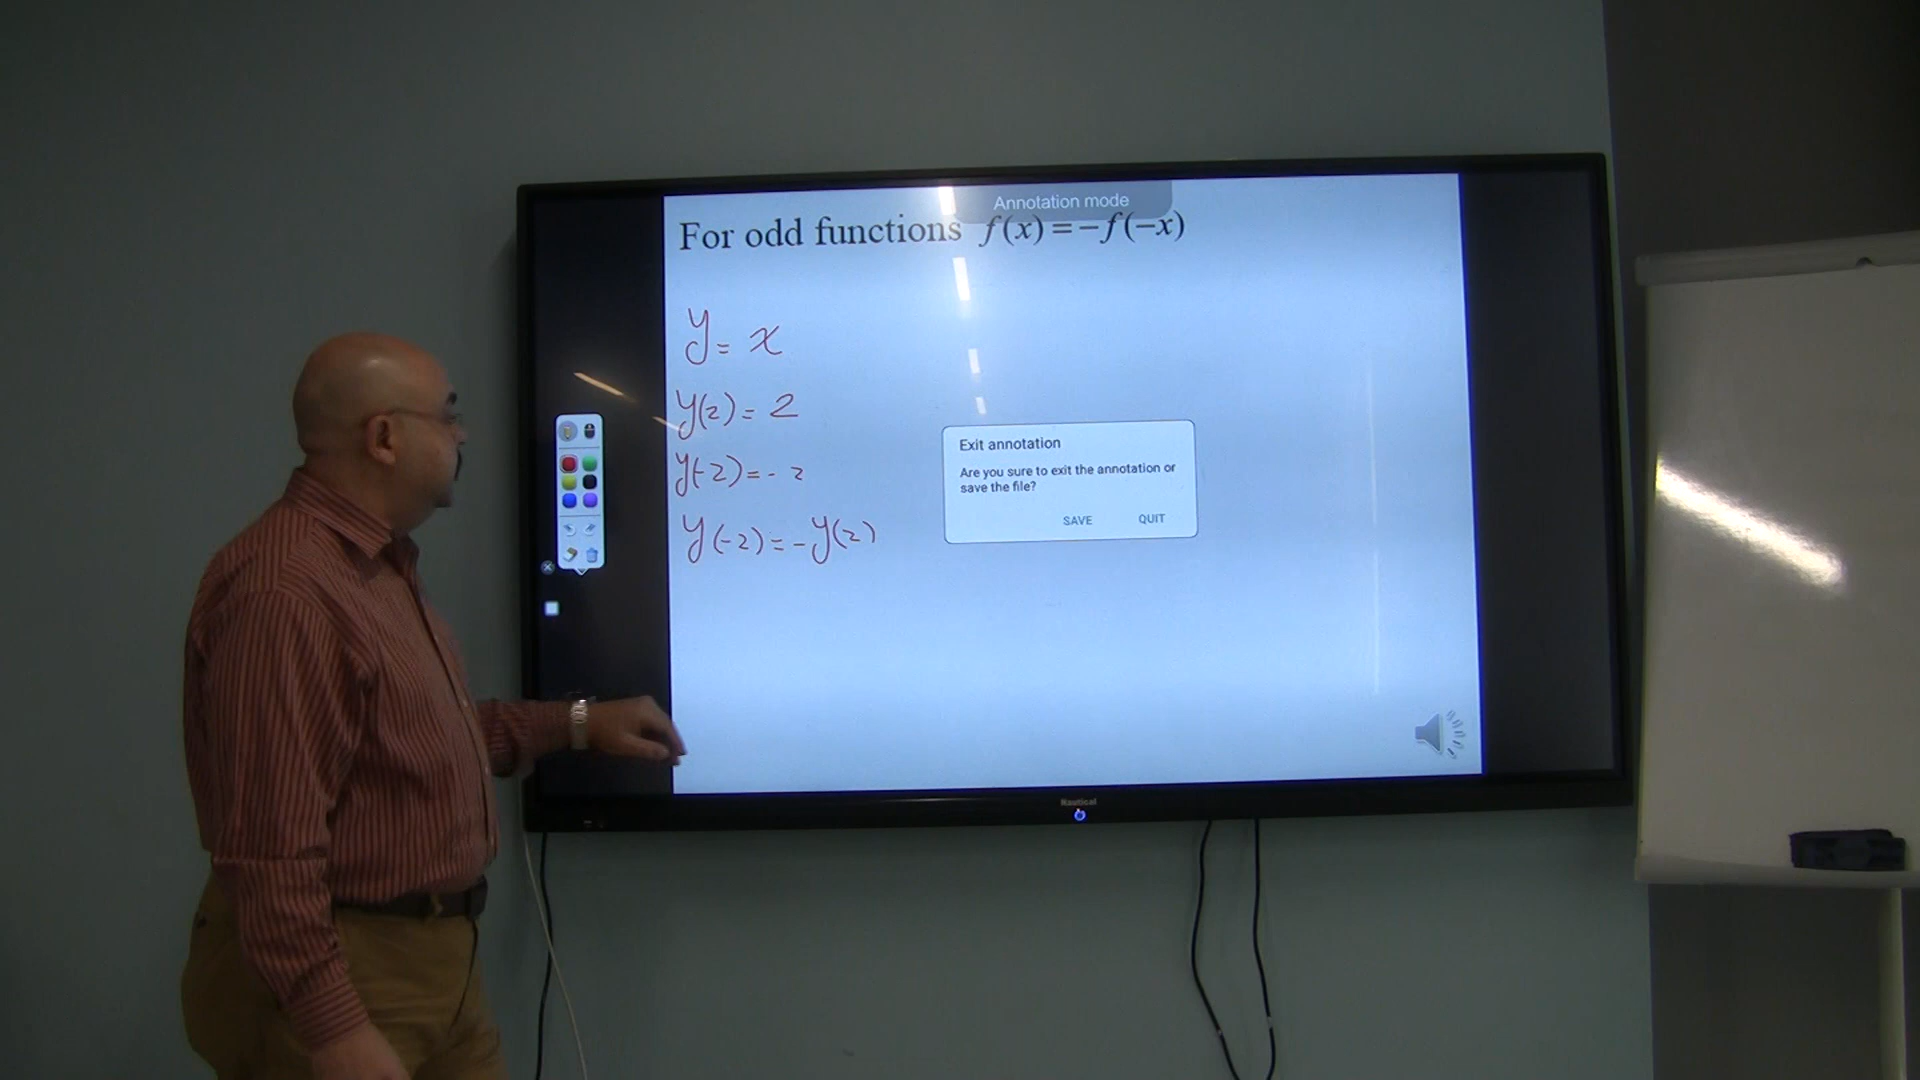 Annotation mode
For odd functions f(x)=−f(−x)
y = x
y(2) = 2
y(-2) = - 2
y(-2) = - y(2)
Exit annotation
Are you sure to exit the annotation or
save the file?
SAVE QUIT
Nautical